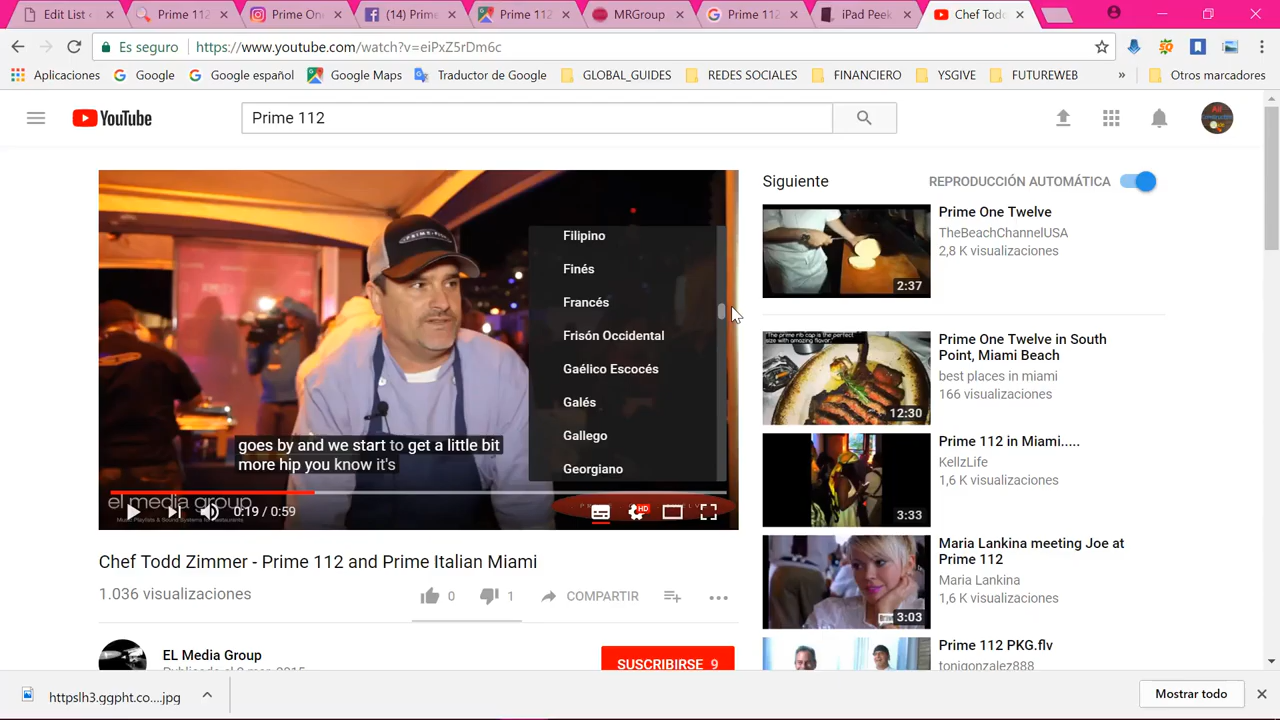 Edit List
Prime 112
Prime One
(14) Prime
Prime 112
MRGroup
Prime 112
iPad Peek
Chef Todd
Es seguro
https://www.youtube.com/watch?v=eiPxZ5rDm6c
Aplicaciones
Google
Google español
Google Maps
Traductor de Google
GLOBAL_GUIDES
REDES SOCIALES
FINANCIERO
YSGIVE
FUTUREWEB
»
Otros marcadores
YouTube
Prime 112
Siguiente
REPRODUCCIÓN AUTOMÁTICA
Filipino
Finés
Francés
Frisón Occidental
Gaélico Escocés
Galés
Gallego
Georgiano
goes by and we start to get a little bit
more hip you know it's
el media group
Music Playlists & Sound Systems for Restaurants
0:19 / 0:59
HD
Chef Todd Zimmer - Prime 112 and Prime Italian Miami
1.036 visualizaciones
0
1
COMPARTIR
EL Media Group
SUSCRIBIRSE 9
Prime One Twelve
TheBeachChannelUSA
2,8 K visualizaciones
2:37
Prime One Twelve in South
Point, Miami Beach
best places in miami
166 visualizaciones
12:30
Prime 112 in Miami.....
KellzLife
1,6 K visualizaciones
3:33
Maria Lankina meeting Joe at
Prime 112
Maria Lankina
1,6 K visualizaciones
3:03
Prime 112 PKG.flv
tonigonzalez888
httpslh3.ggpht.co....jpg
Mostrar todo